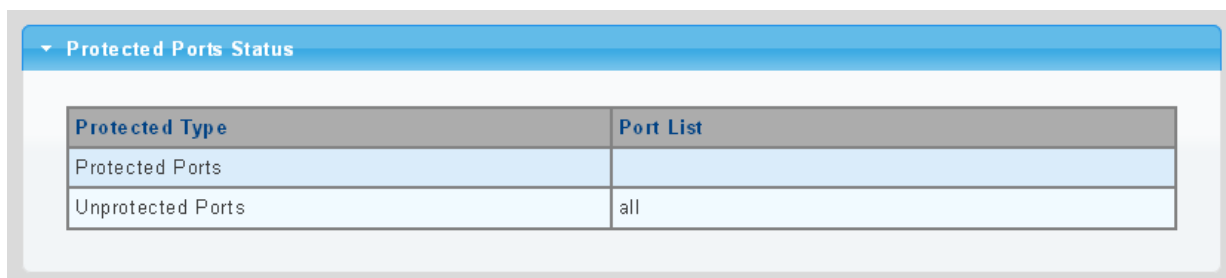 Protected Ports Status
Protected Type Port List
Protected Ports
Unprotected Ports all